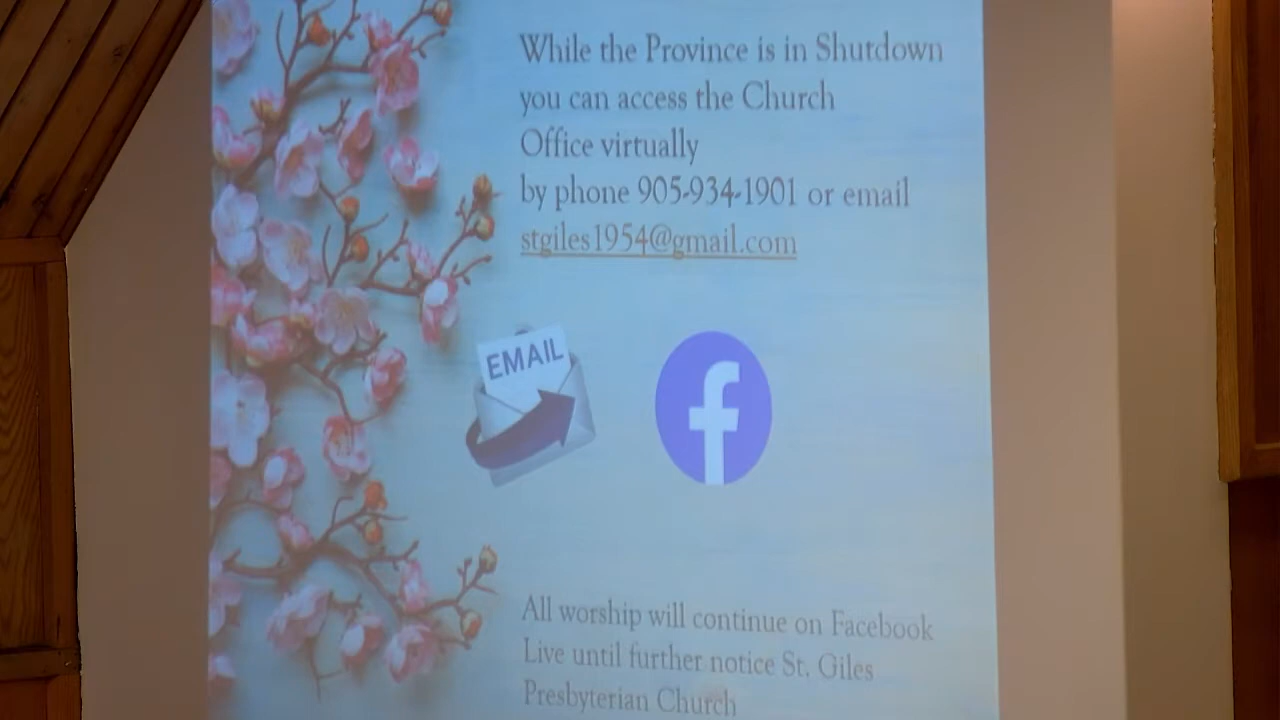 While the Province is in Shutdown
you can access the Church
Office virtually
by phone 905-934-1901 or email
stgiles1954@gmail.com
EMAIL
f
All worship will continue on Facebook
Live until further notice St. Giles
Presbyterian Church